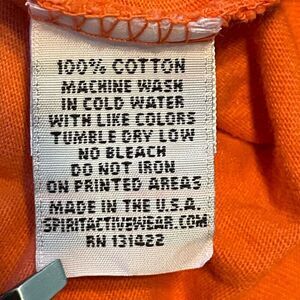 100% COTTON
MACHINE WASH
IN COLD WATER
WITH LIKE COLORS
TUMBLE DRY LOW
NO BLEACH
DO NOT IRON
ON PRINTED AREAS
MADE IN THE U.S.A.
SPIRITACTIVEWEAR.COM
RN 131422